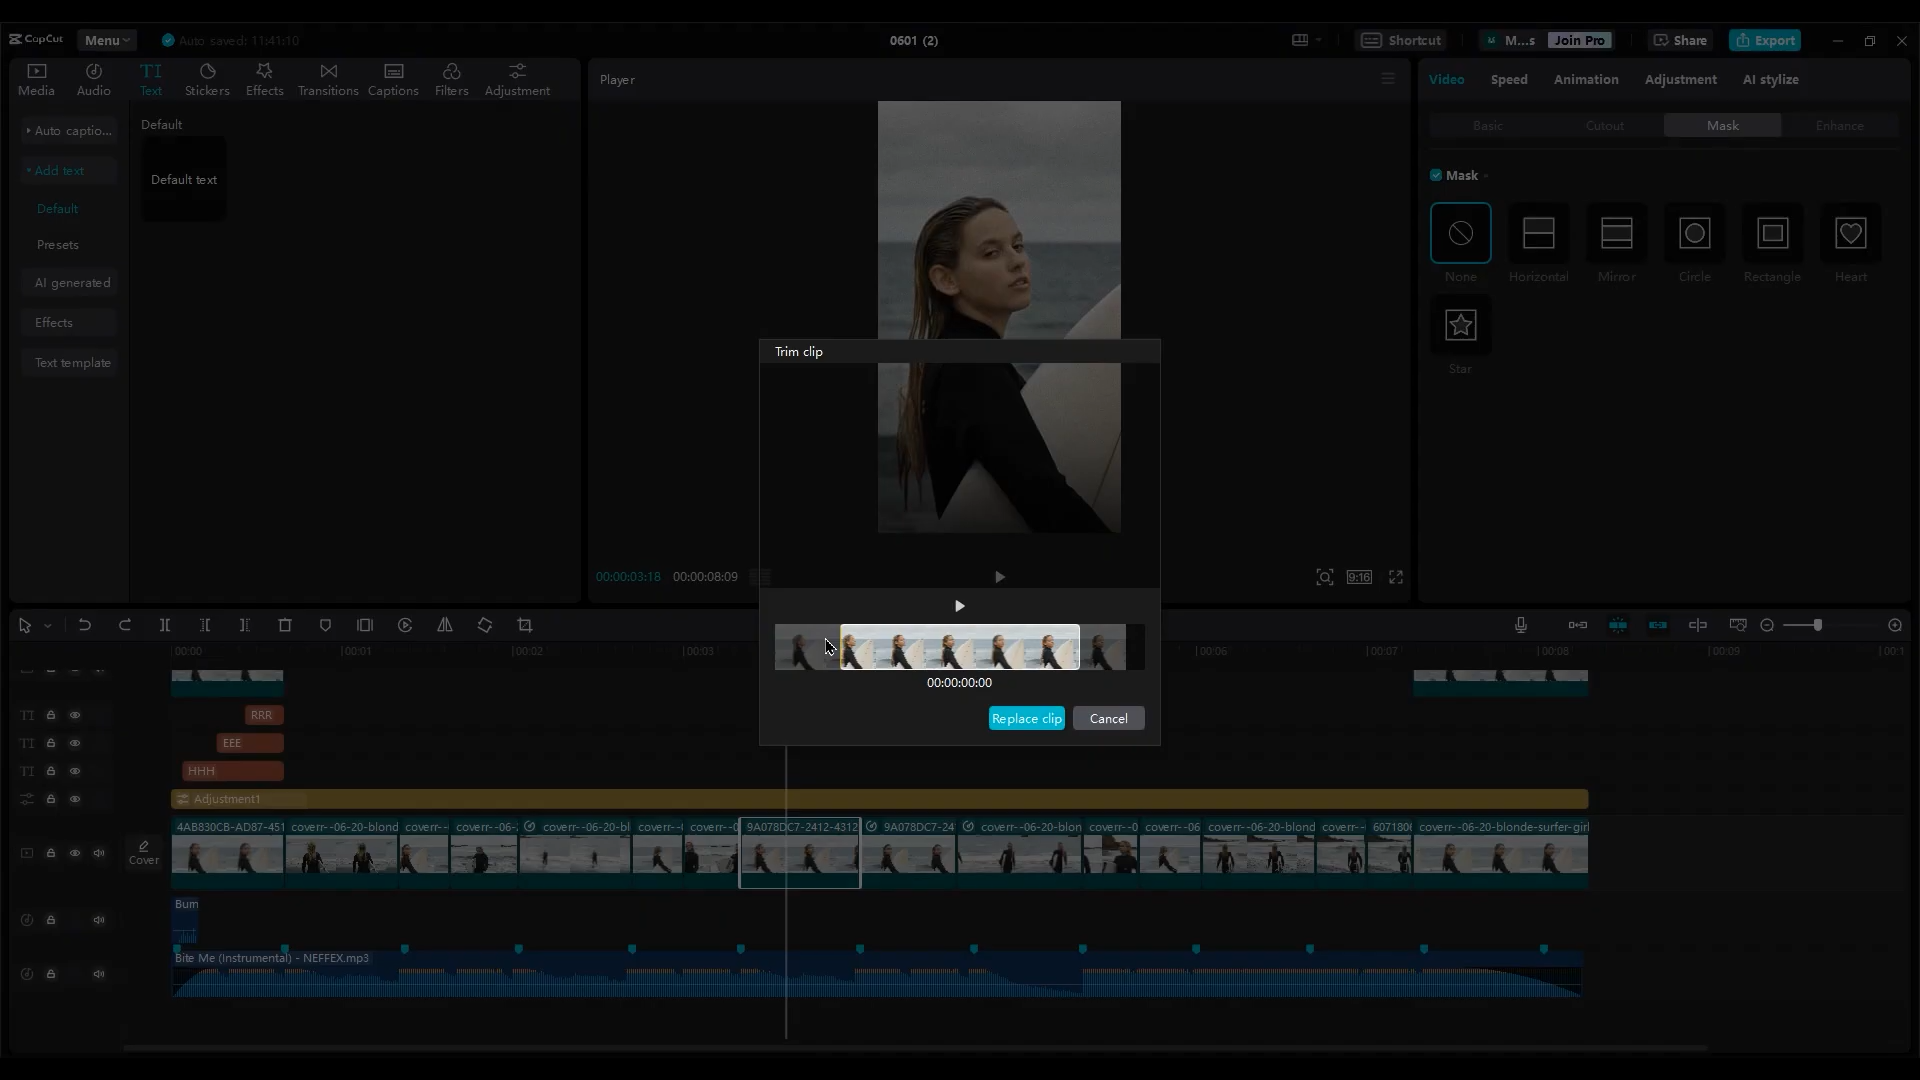 CapCut
Menu
Auto saved: 11:41:10
0601 (2)
Shortcut
M...s
Join Pro
Share
Export
Media
Audio
TI
Text
Stickers
Effects
Transitions
Captions
Filters
Adjustment
Player
Video
Speed
Animation
Adjustment
AI stylize
Auto captio...
Add text
Default
Presets
AI generated
Effects
Text template
Default
Default text
Basic
Cutout
Mask
Enhance
Mask
None
Horizontal
Mirror
Circle
Rectangle
Heart
Star
Trim clip
00:00:00:00
Replace clip
Cancel
00:00:03:18
00:00:08:09
9:16
00:00
00:01
00:02
00:03
00:06
00:07
00:08
00:09
00:1
TI
RRR
TI
EEE
TI
HHH
Adjustment1
Cover
4AB830CB-AD87-451
coverr--06-20-blond
coverr--
coverr--06-
coverr--06-20-bl
coverr--
coverr--0
9A078DC7-2412-4312
9A078DC7-24
coverr--06-20-blon
coverr--0
coverr--06
coverr--06-20-blond
coverr--
607180
coverr--06-20-blonde-surfer-girl
Bum
Bite Me (Instrumental) - NEFFEX.mp3